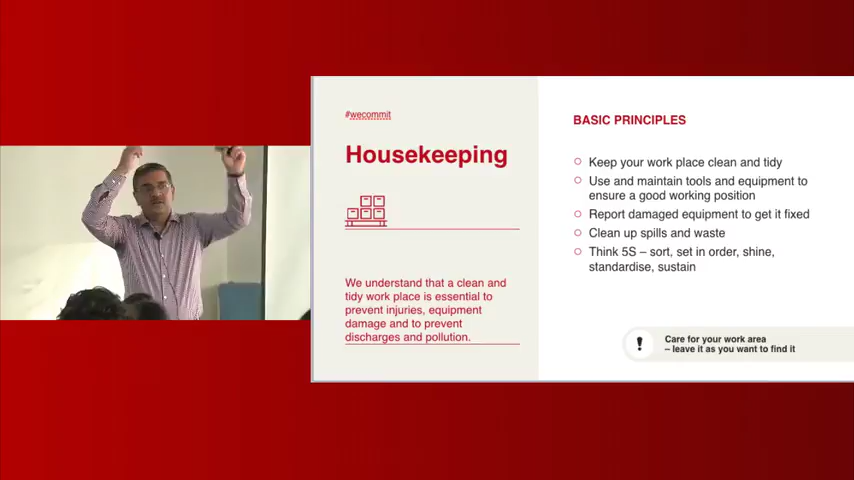 #wecommit
Housekeeping
We understand that a clean and
tidy work place is essential to
prevent injuries, equipment
damage and to prevent
discharges and pollution.
BASIC PRINCIPLES
Keep your work place clean and tidy
Use and maintain tools and equipment to
ensure a good working position
Report damaged equipment to get it fixed
Clean up spills and waste
Think 5S – sort, set in order, shine,
standardise, sustain
!
Care for your work area
– leave it as you want to find it